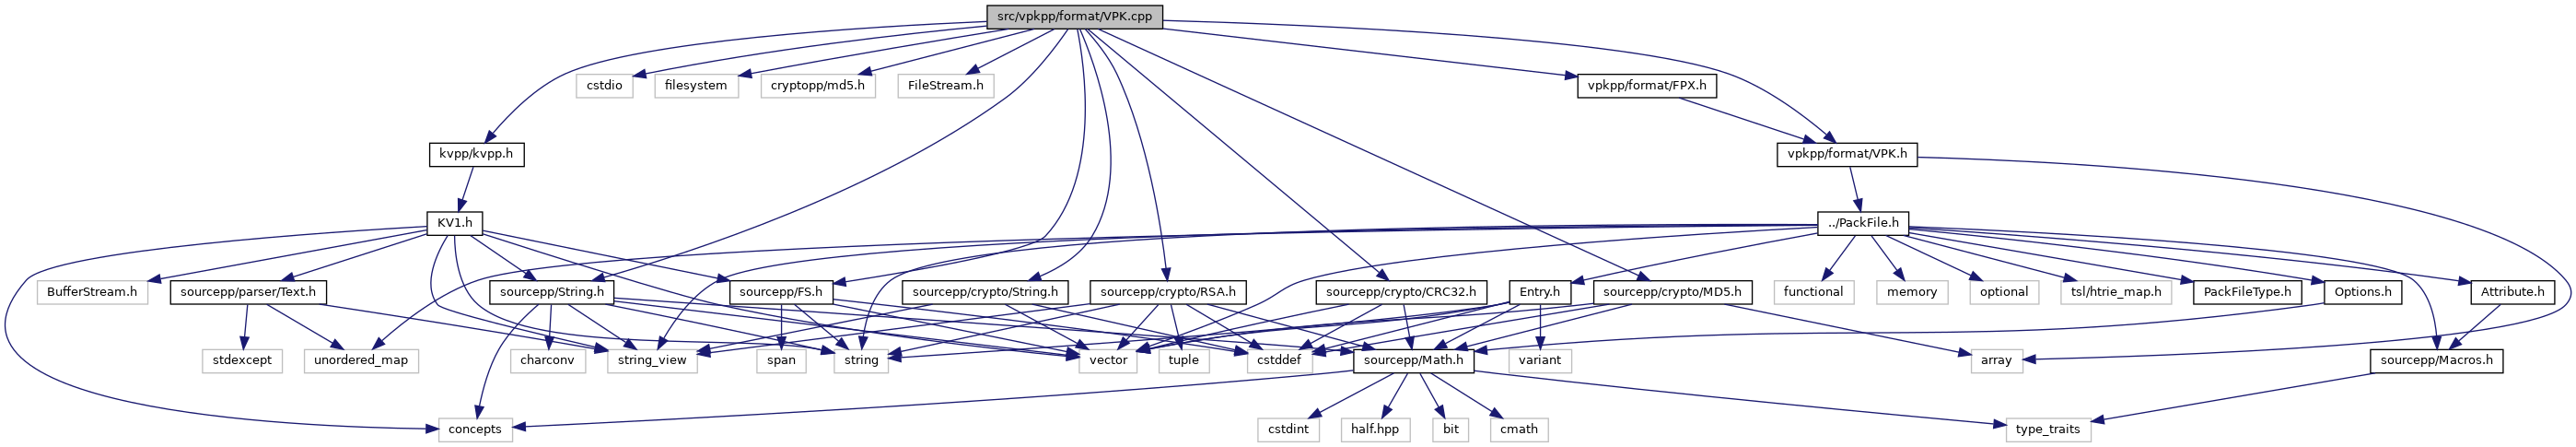 src/vpkpp/format/VPK.cpp
cstdio
filesystem
cryptopp/md5.h
FileStream.h
vpkpp/format/FPX.h
kvpp/kvpp.h
vpkpp/format/VPK.h
KV1.h
../PackFile.h
BufferStream.h
sourcepp/parser/Text.h
sourcepp/String.h
sourcepp/FS.h
sourcepp/crypto/String.h
sourcepp/crypto/RSA.h
sourcepp/crypto/CRC32.h
Entry.h
sourcepp/crypto/MD5.h
functional
memory
optional
tsl/htrie_map.h
PackFileType.h
Options.h
Attribute.h
stdexcept
unordered_map
charconv
string_view
span
string
vector
tuple
cstddef
sourcepp/Math.h
variant
array
sourcepp/Macros.h
concepts
cstdint
half.hpp
bit
cmath
type_traits